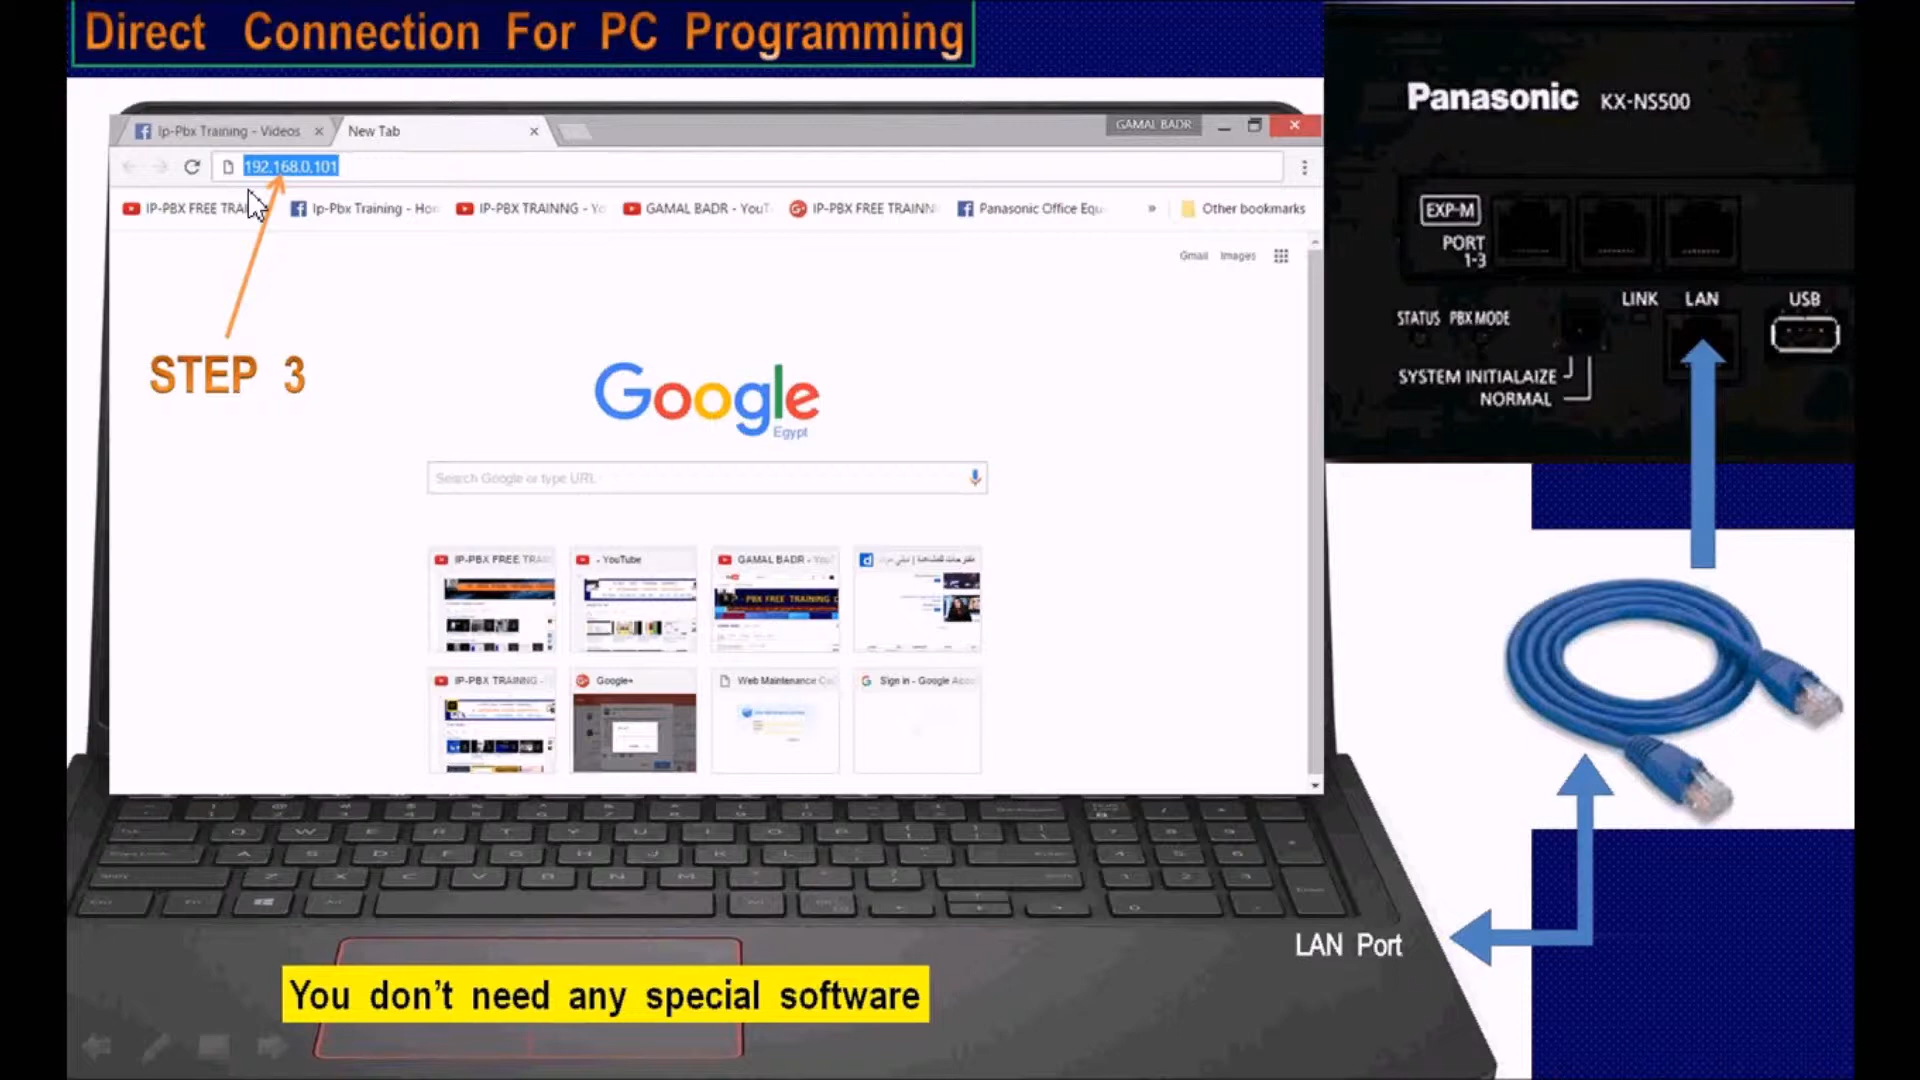 Direct Connection For PC Programming
Panasonic KX-NS500
Ip-Pbx Training - Videos
New Tab
GAMAL BADR
192.168.0.101
IP-PBX FREE TRAI
Ip-Pbx Training - Hon
IP-PBX TRAINNG - Yo
GAMAL BADR - YouT
IP-PBX FREE TRAINN
Panasonic Office Equ
»
Other bookmarks
Gmail Images
EXP-M
PORT
1-3
LINK LAN USB
STATUS PBX MODE
SYSTEM INITIALAIZE
NORMAL
STEP 3
Google
Egypt
Search Google or type URL
IP-PBX FREE TRAI
- YouTube
GAMAL BADR - YouT
IP-PBX TRAINNG -
Google+
Web Maintenance Co
Sign in - Google Acco
LAN Port
You don't need any special software